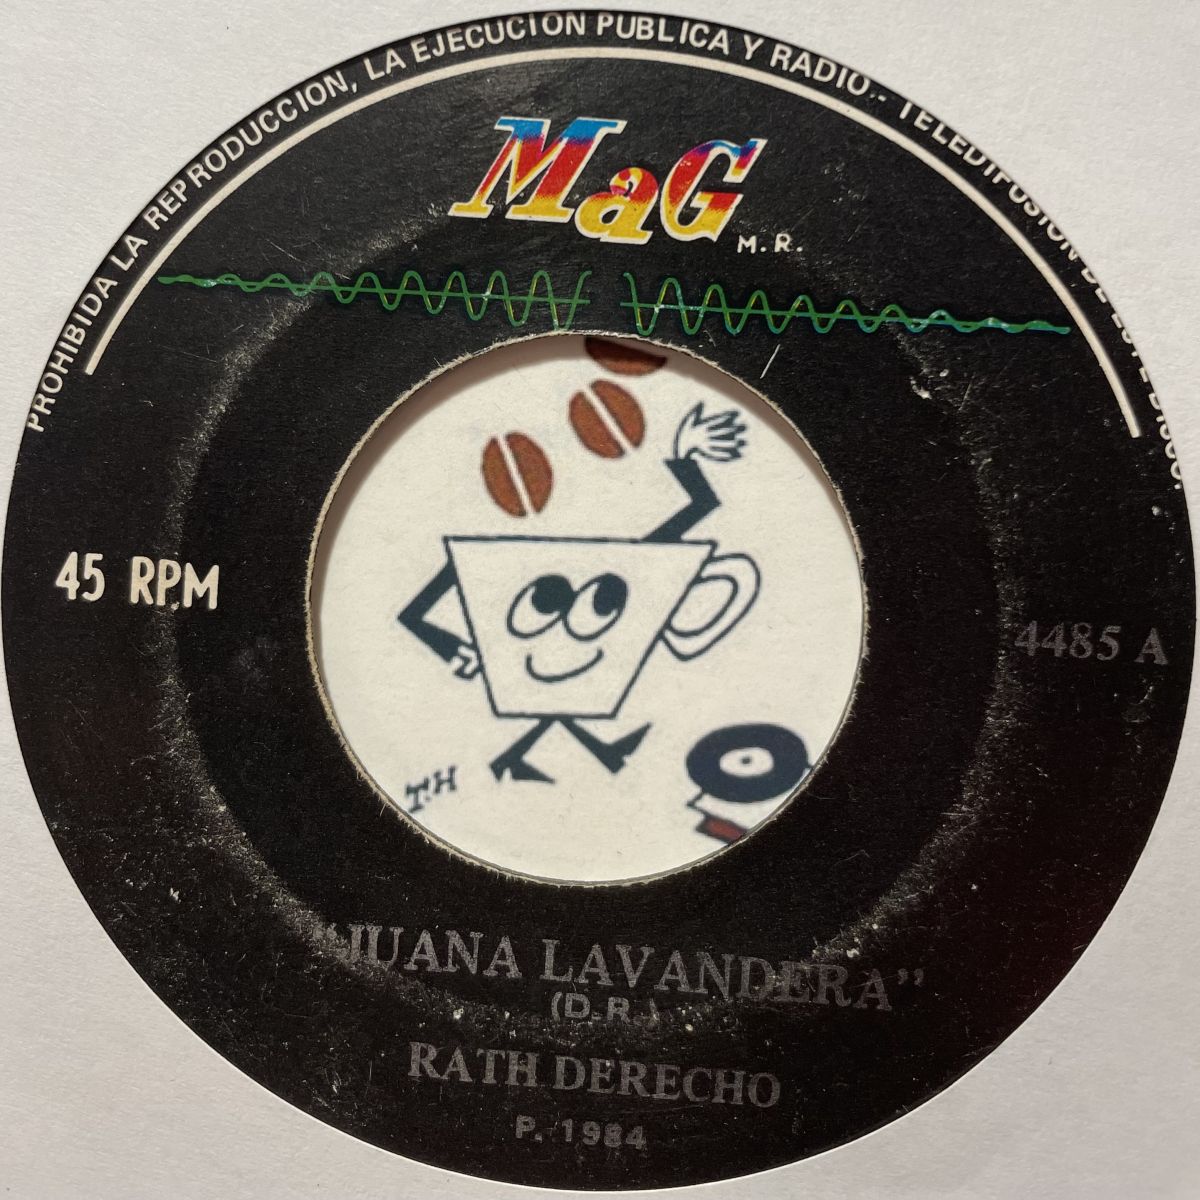 PROHIBIDA LA REPRODUCCION, LA EJECUCION PUBLICA Y RADIO.- TELEDIFUSION DE ESTE DISCO.
MaG
M.R.
45 RPM
4485 A
T.H
"JUANA LAVANDERA"
(D. R.)
RATH DERECHO
P. 1984